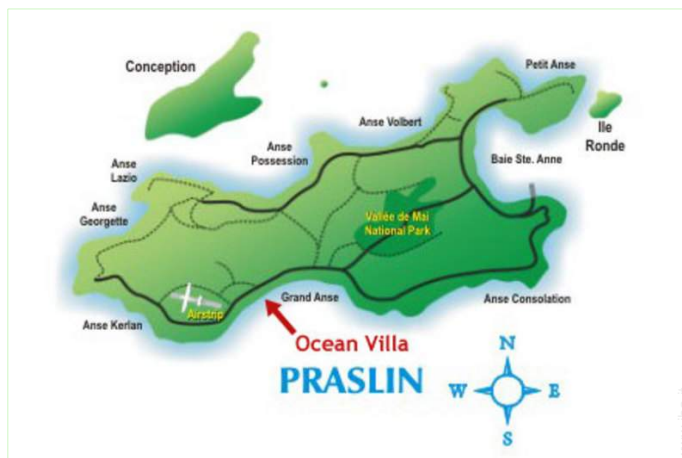 Conception
Petit Anse
Ile
Ronde
Anse Volbert
Anse
Possession
Baie Ste. Anne
Anse
Lazio
Anse
Georgette
Vallée de Mai
National Park
Grand Anse
Anse Consolation
Airstrip
Anse Kerlan
Ocean Villa
PRASLIN
N
W
E
S